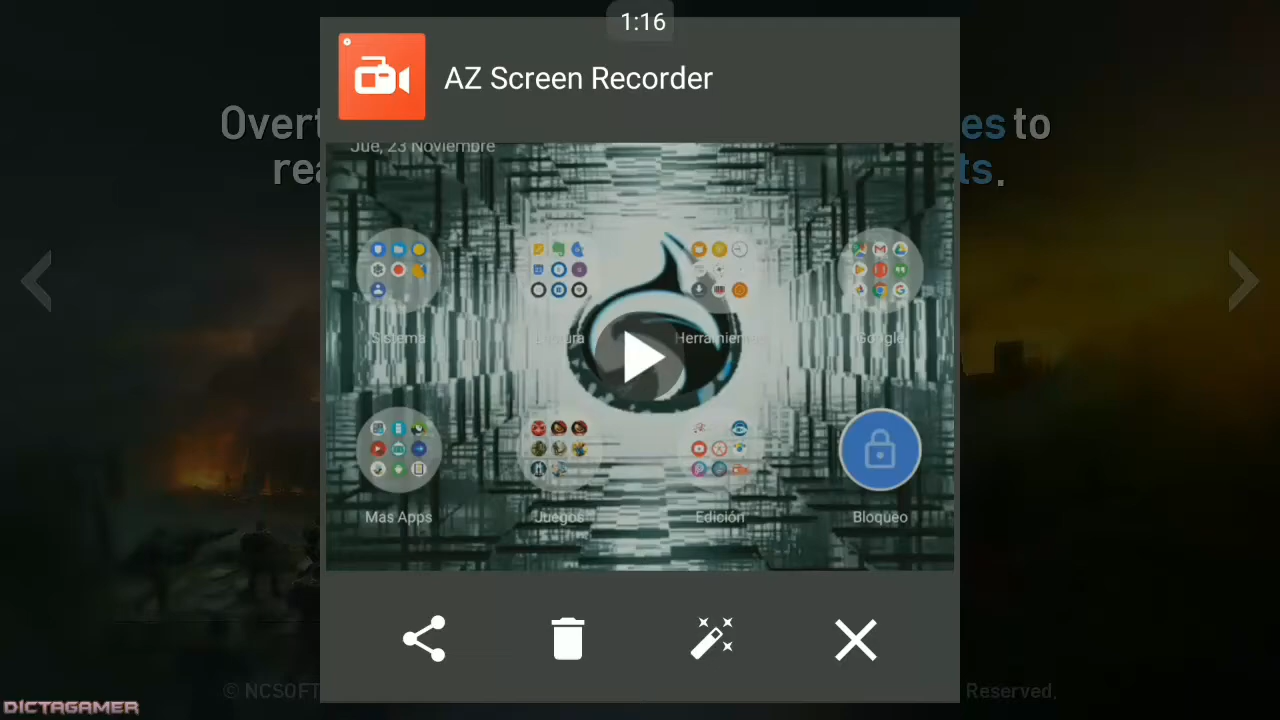 1:16
AZ Screen Recorder
Overt
es to
rea
ts.
Jue, 23 Noviembre
Sistema
Herramien
Google
Mas Apps
Juegos
Edición
Bloqueo
© NCSOFT
Reserved,
DICTAGAMER